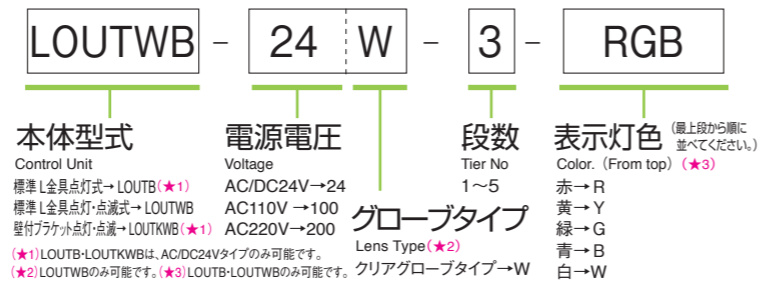 LOUTWB - 24 W - 3 - RGB
本体型式
Control Unit
標準L金具点灯式→ LOUTB(★1)
標準L金具点灯・点滅式→ LOUTWB
壁付ブラケット点灯・点滅→ LOUTKWB(★1)
電源電圧
Voltage
AC/DC24V→24
AC110V →100
AC220V→200
グローブタイプ
Lens Type(★2)
クリアグローブタイプ→W
段数
Tier No
1〜5
表示灯色 (最上段から順に
並べてください。)
Color. (From top) (★3)
赤→R
黄→Y
緑→G
青→B
白→W
(★1)LOUTB・LOUTKWBは、AC/DC24Vタイプのみ可能です。
(★2)LOUTWBのみ可能です。(★3)LOUTB・LOUTWBのみ可能です。